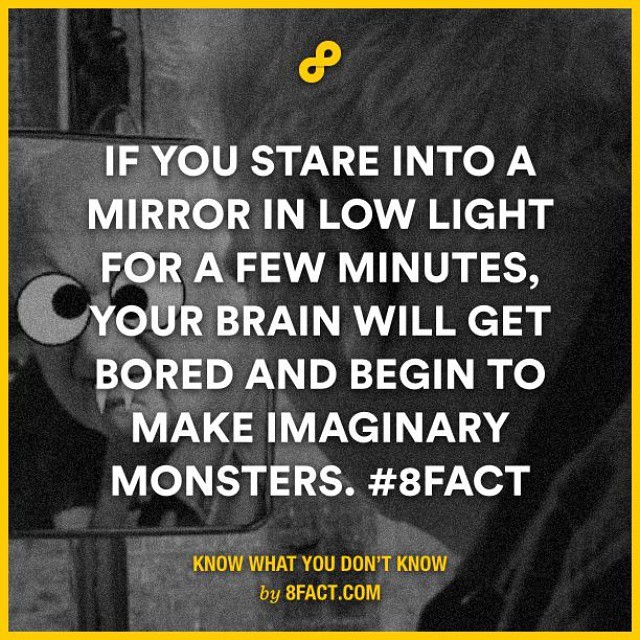 IF YOU STARE INTO A
MIRROR IN LOW LIGHT
FOR A FEW MINUTES,
YOUR BRAIN WILL GET
BORED AND BEGIN TO
MAKE IMAGINARY
MONSTERS. #8FACT
KNOW WHAT YOU DON'T KNOW
by 8FACT.COM